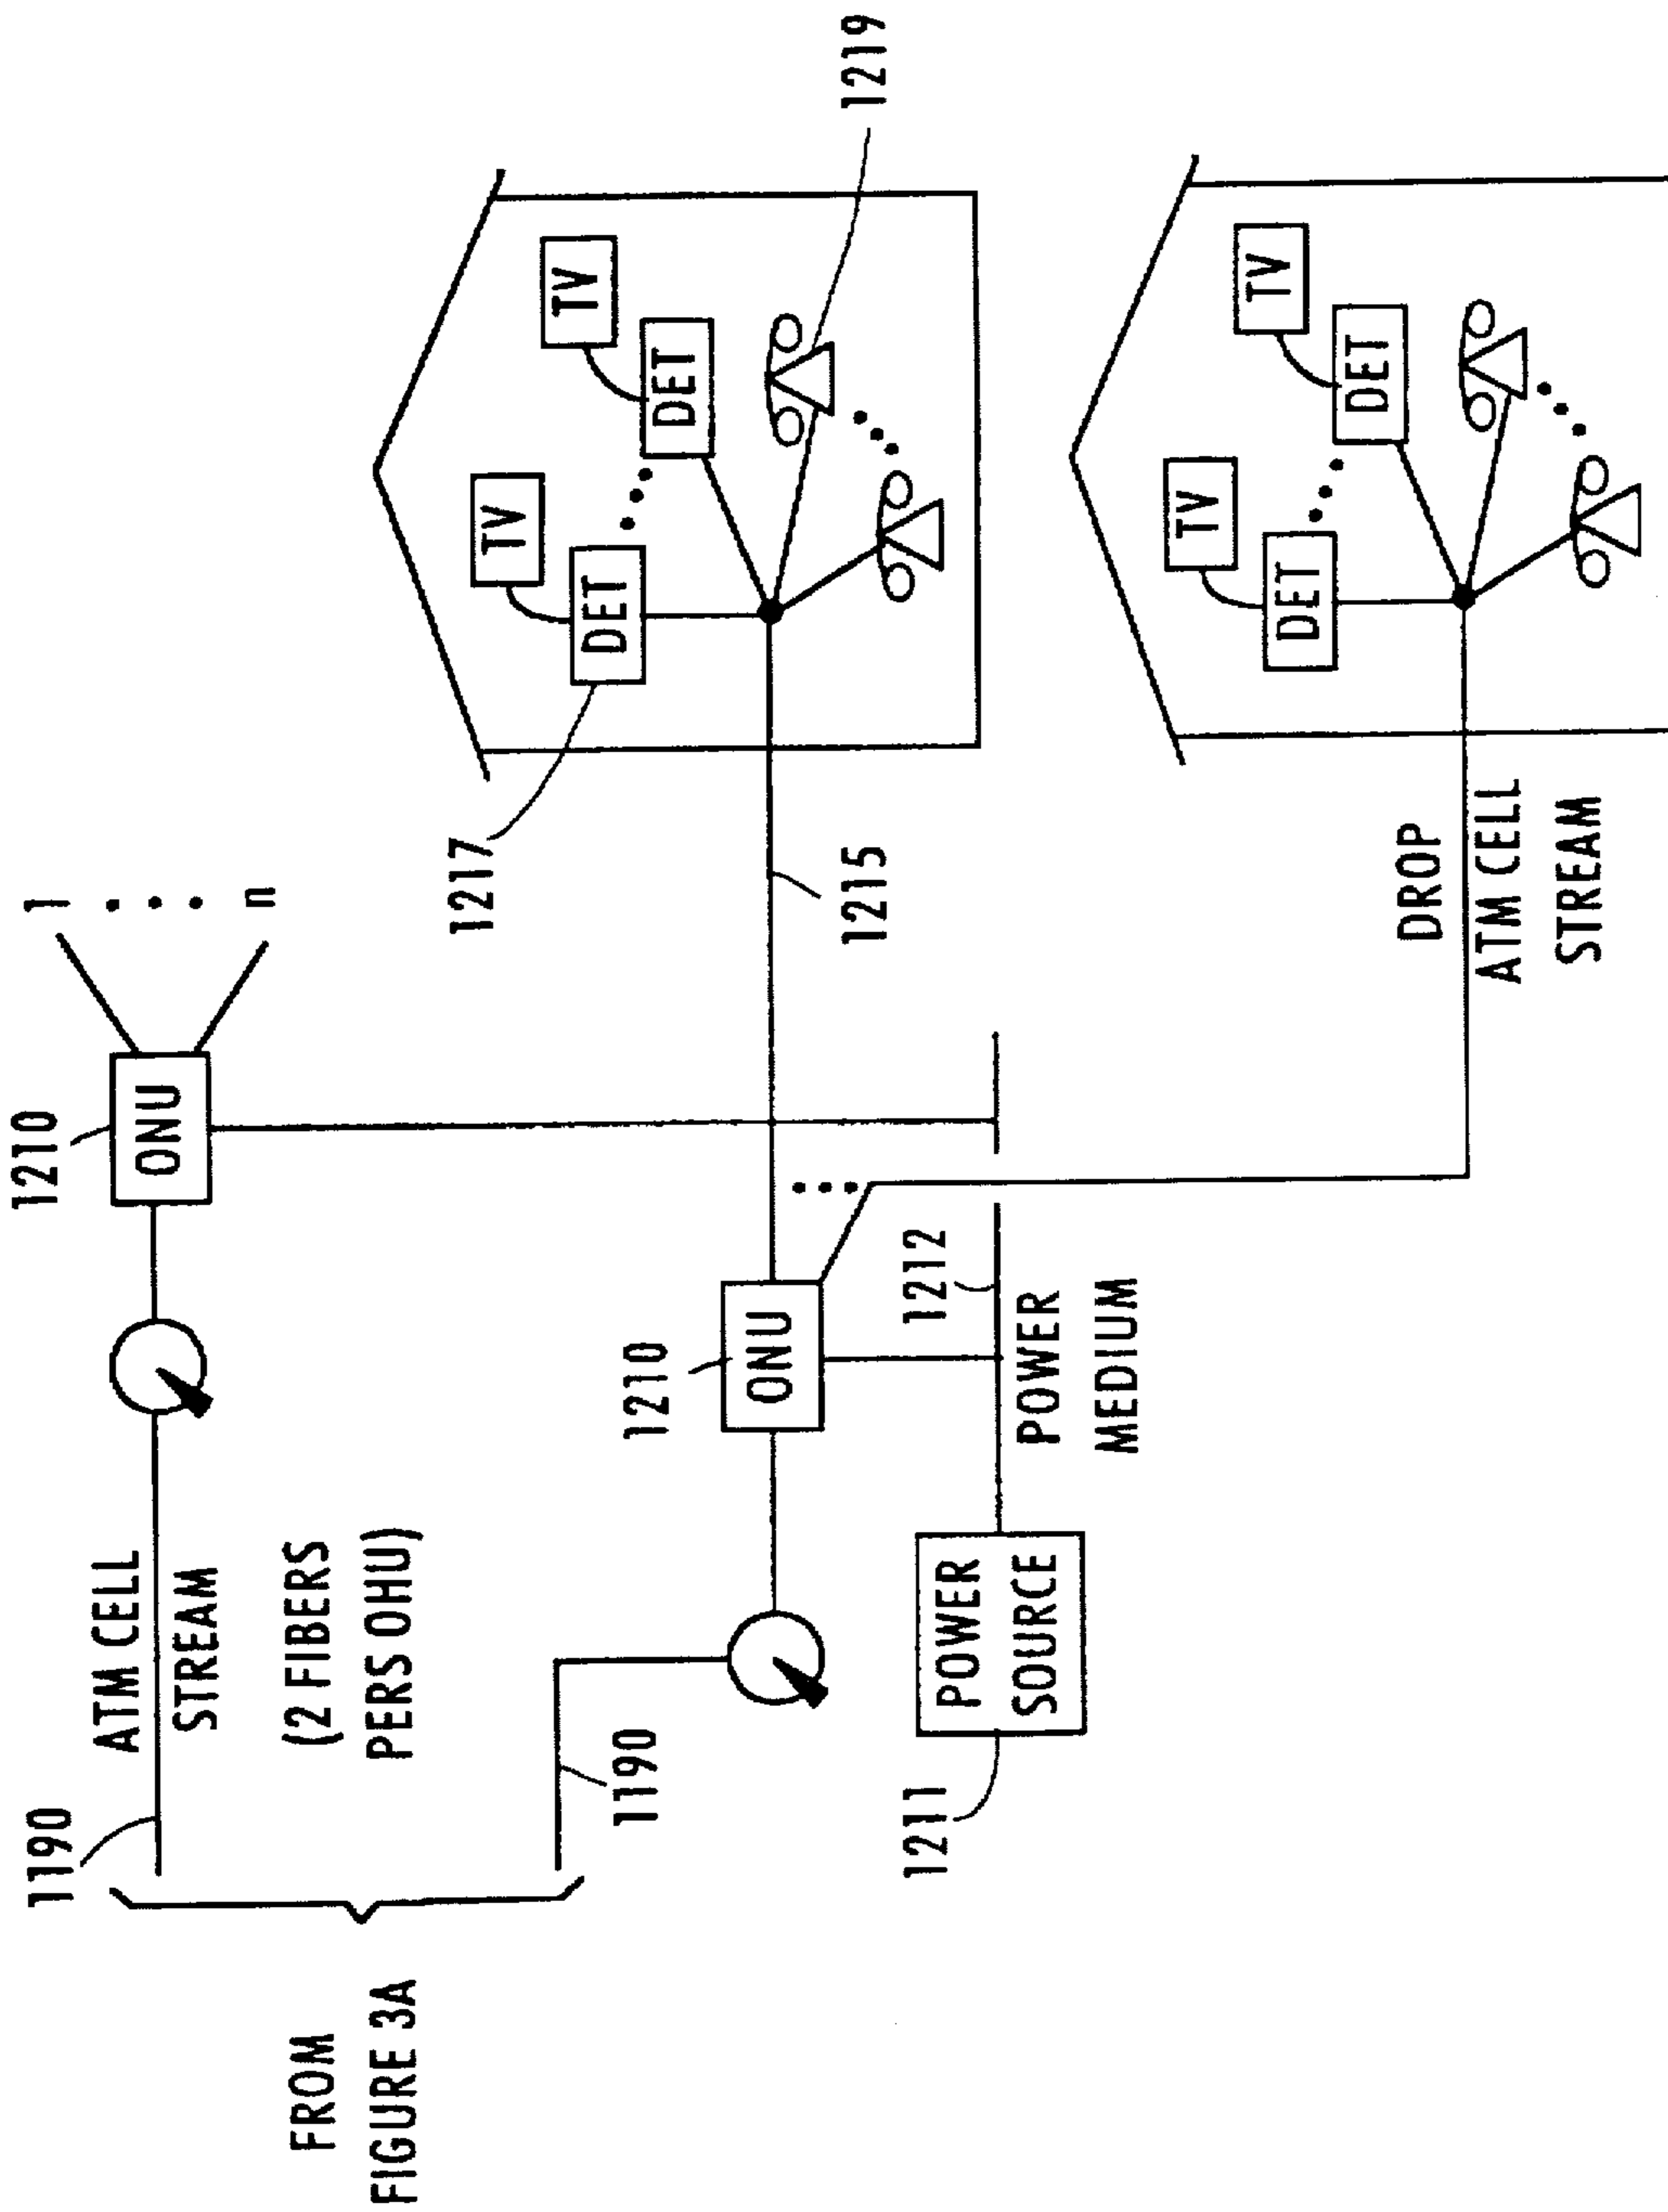 FROM
FIGURE 3A
1190
ATM CELL
STREAM
(2 FIBERS
PERS OHU)
1190
1210
ONU
1
n
1210
ONU
1211
POWER
SOURCE
1212
POWER
MEDIUM
1217
1215
TV
TV
DET
DET
1219
DROP
ATM CELL
STREAM
TV
TV
DET
DET